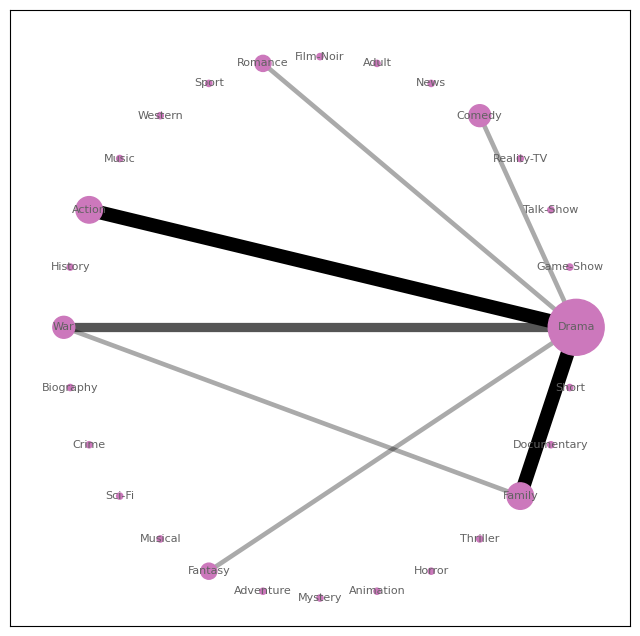 Film-Noir
Romance
Adult
Sport
News
Western
Comedy
Music
Reality-TV
Action
Talk-Show
History
Game-Show
War
Drama
Biography
Short
Crime
Documentary
Sci-Fi
Family
Musical
Thriller
Fantasy
Horror
Adventure
Mystery
Animation